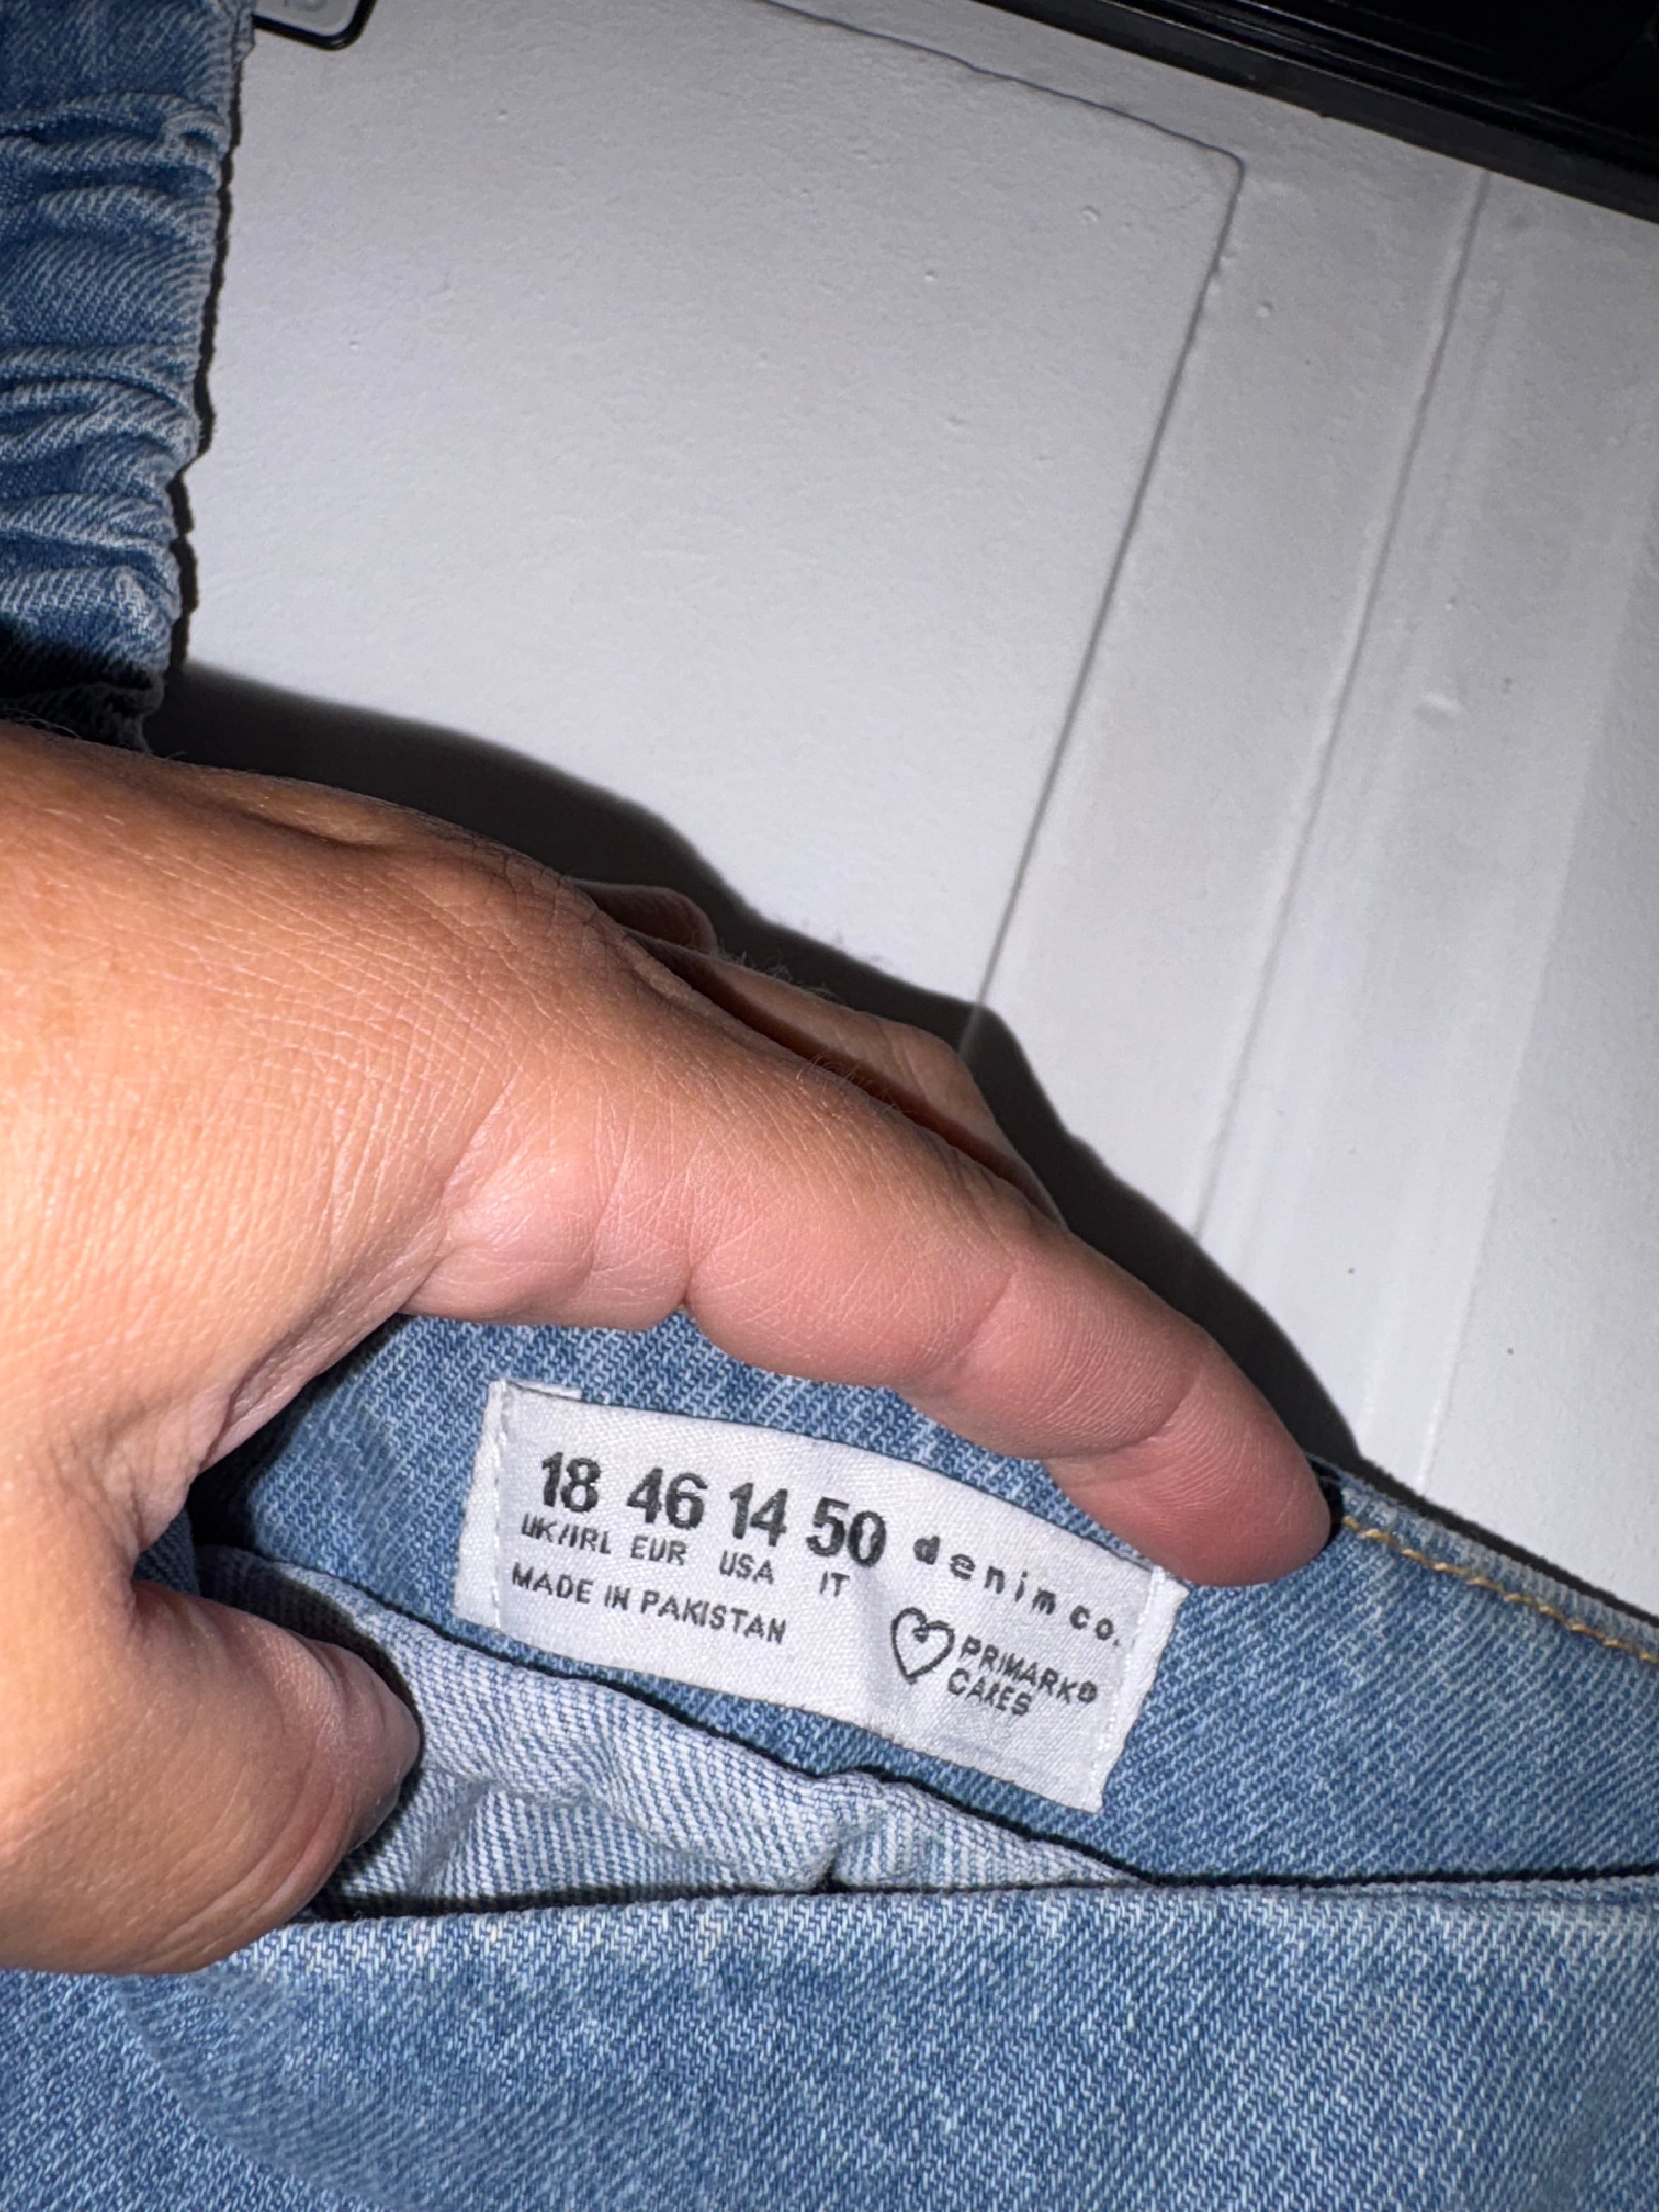 18 46 14 50
UK/IRL EUR USA IT
MADE IN PAKISTAN
denim co.
PRIMARK®
CARES